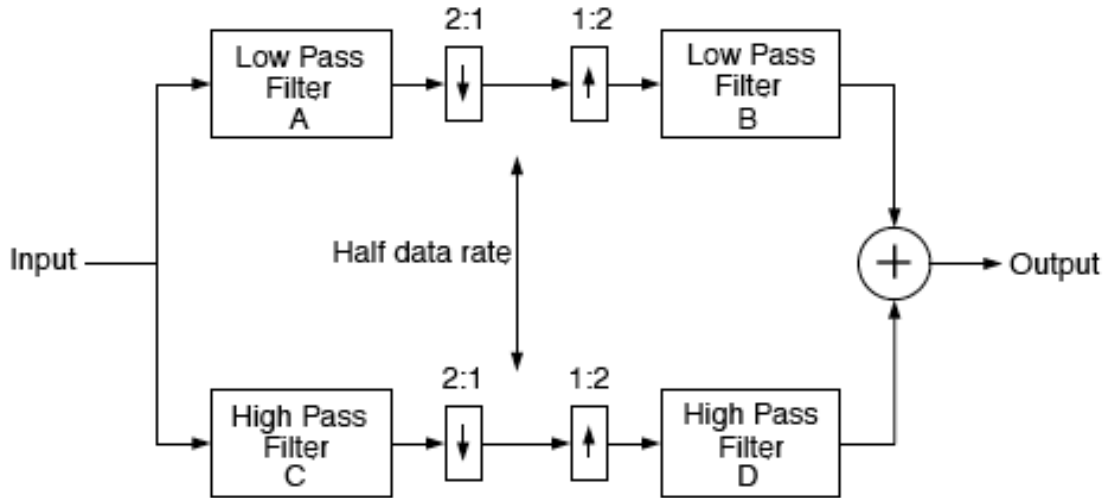 2:1
1:2
Low Pass
Filter
A
Low Pass
Filter
B
Input
Half data rate
+
Output
2:1
1:2
High Pass
Filter
C
High Pass
Filter
D